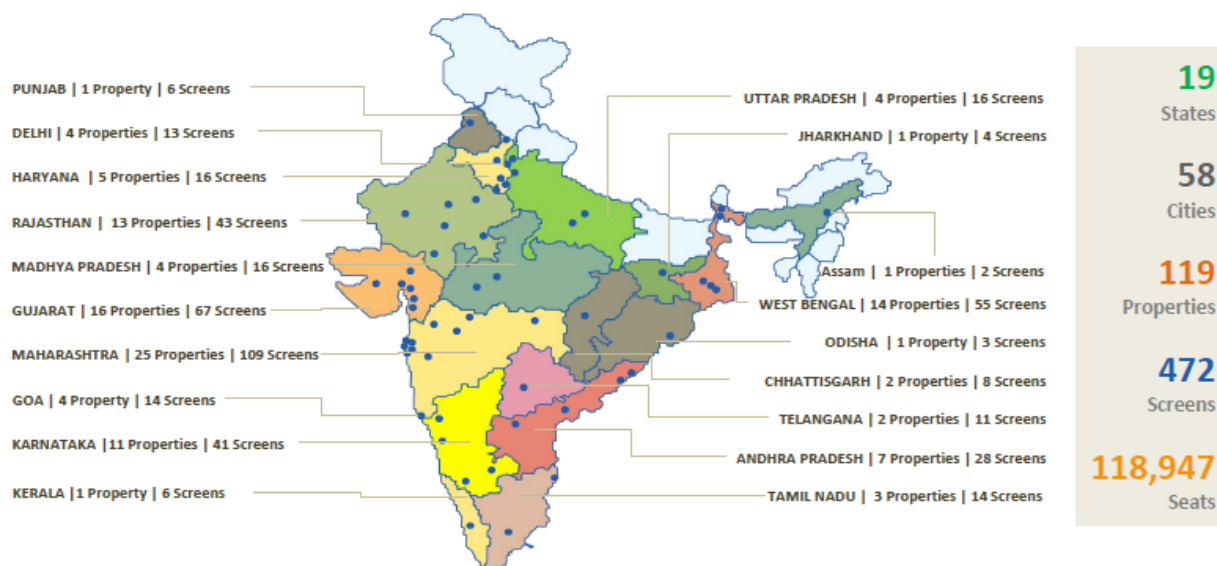 PUNJAB | 1 Property | 6 Screens
DELHI | 4 Properties | 13 Screens
HARYANA | 5 Properties | 16 Screens
RAJASTHAN | 13 Properties | 43 Screens
MADHYA PRADESH | 4 Properties | 16 Screens
GUJARAT | 16 Properties | 67 Screens
MAHARASHTRA | 25 Properties | 109 Screens
GOA | 4 Property | 14 Screens
KARNATAKA |11 Properties | 41 Screens
KERALA |1 Property | 6 Screens
UTTAR PRADESH | 4 Properties | 16 Screens
JHARKHAND | 1 Property | 4 Screens
Assam | 1 Properties | 2 Screens
WEST BENGAL | 14 Properties | 55 Screens
ODISHA | 1 Property | 3 Screens
CHHATTISGARH | 2 Properties | 8 Screens
TELANGANA | 2 Properties | 11 Screens
ANDHRA PRADESH | 7 Properties | 28 Screens
TAMIL NADU | 3 Properties | 14 Screens
19
States
58
Cities
119
Properties
472
Screens
118,947
Seats